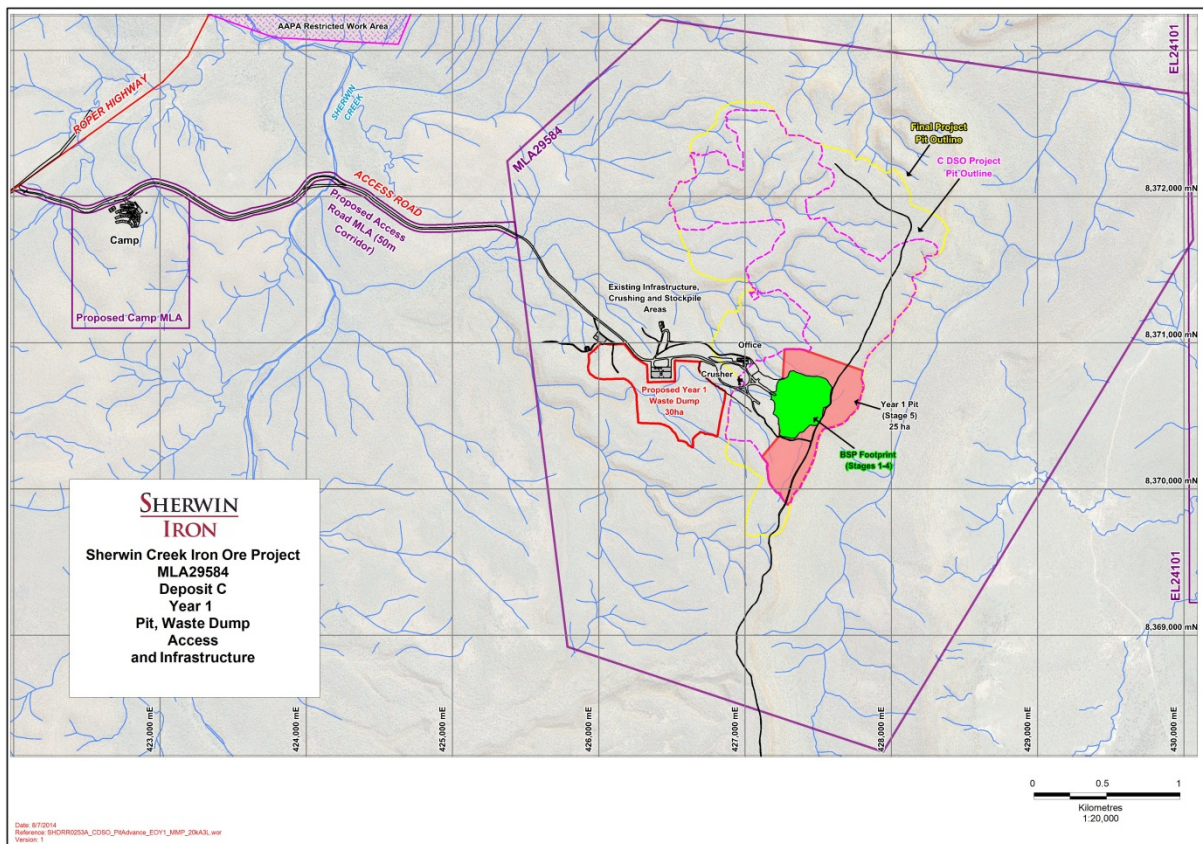 AAPA Restricted Work Area
EL24101
ROPER HIGHWAY
SHERWIN
CREEK
MLA29584
Final Project
Pit Outline
C DSO Project
Pit Outline
8,372,000 mN
ACCESS ROAD
Proposed Access
Road MLA (50m
Corridor)
Camp
Proposed Camp MLA
Existing Infrastructure,
Crushing and Stockpile
Areas
8,371,000 mN
Office
Crusher
Proposed Year 1
Waste Dump
30ha
Year 1 Pit
(Stage 5)
25 ha
BSP Footprint
(Stages 1-4)
8,370,000 mN
SHERWIN
IRON
Sherwin Creek Iron Ore Project
MLA29584
Deposit C
Year 1
Pit, Waste Dump
Access
and Infrastructure
EL24101
8,369,000 mN
423,000 mE
424,000 mE
425,000 mE
426,000 mE
427,000 mE
428,000 mE
429,000 mE
430,000 mE
0 0.5 1
Kilometres
1:20,000
Date: 8/7/2014
Reference: SHDRR0253A_CDSO_PitAdvance_EOY1_MMP_20kA3L.wor
Version: 1